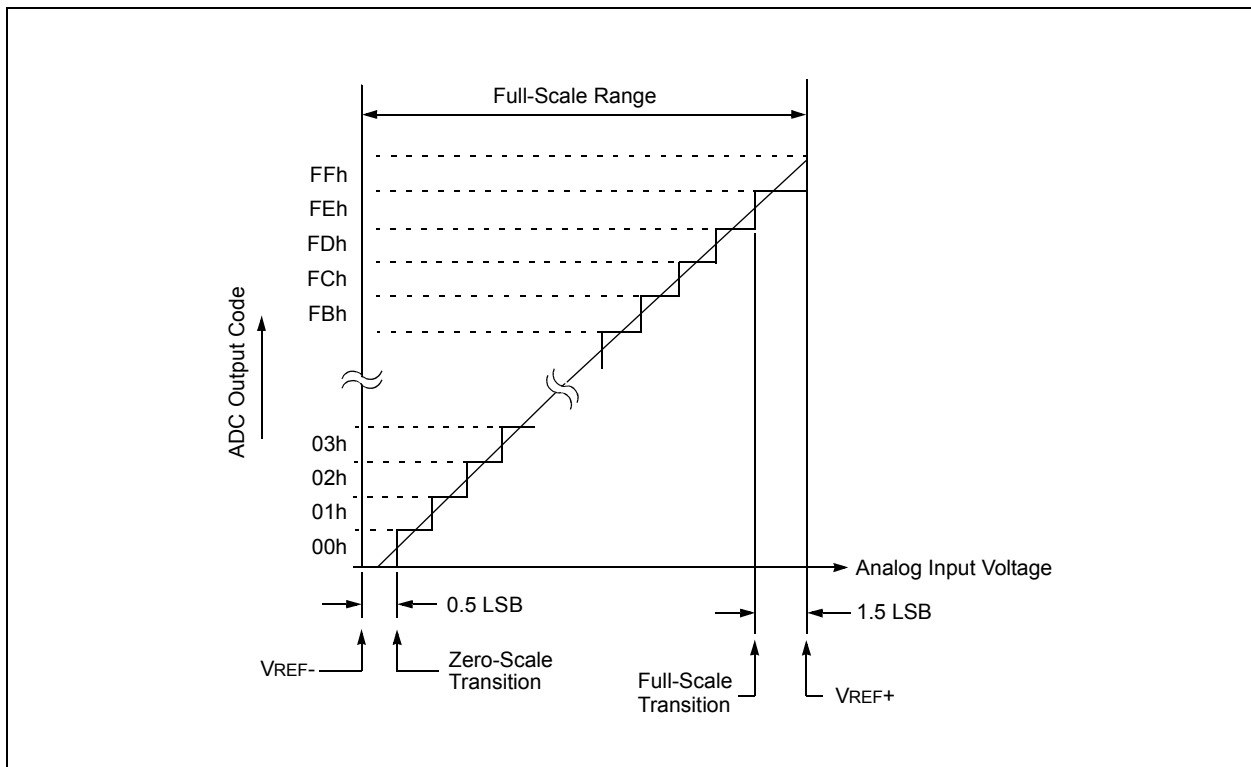 Full-Scale Range
FFh
FEh
FDh
FCh
FBh
ADC Output Code
03h
02h
01h
00h
Analog Input Voltage
0.5 LSB
1.5 LSB
VREF-
Zero-Scale
Transition
Full-Scale
Transition
VREF+